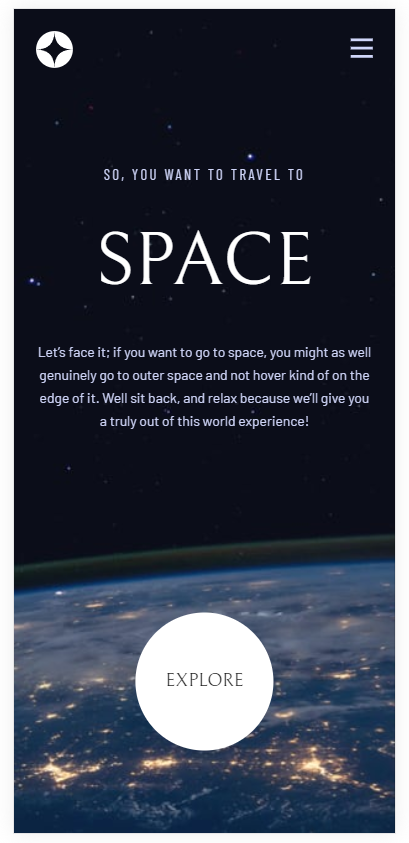 SO, YOU WANT TO TRAVEL TO
SPACE
Let’s face it; if you want to go to space, you might as well
genuinely go to outer space and not hover kind of on the
edge of it. Well sit back, and relax because we’ll give you
a truly out of this world experience!
EXPLORE